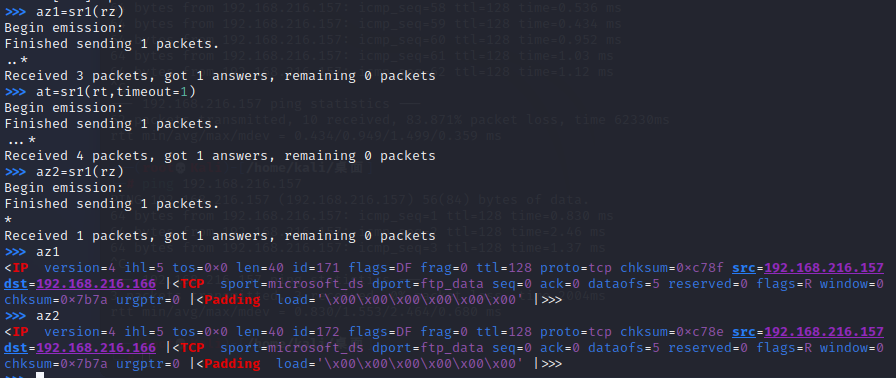 >>> az1=sr1(rz)
Begin emission:
Finished sending 1 packets.
..*
Received 3 packets, got 1 answers, remaining 0 packets
>>> at=sr1(rt,timeout=1)
Begin emission:
Finished sending 1 packets.
...*
Received 4 packets, got 1 answers, remaining 0 packets
>>> az2=sr1(rz)
Begin emission:
Finished sending 1 packets.
*
Received 1 packets, got 1 answers, remaining 0 packets
>>> az1
<IP  version=4 ihl=5 tos=0×0 len=40 id=171 flags=DF frag=0 ttl=128 proto=tcp chksum=0×c78f src=192.168.216.157
dst=192.168.216.166 |<TCP  sport=microsoft_ds dport=ftp_data seq=0 ack=0 dataofs=5 reserved=0 flags=R window=0
chksum=0×7b7a urgptr=0 |<Padding  load='\x00\x00\x00\x00\x00\x00' |>>>
>>> az2
<IP  version=4 ihl=5 tos=0×0 len=40 id=172 flags=DF frag=0 ttl=128 proto=tcp chksum=0×c78e src=192.168.216.157
dst=192.168.216.166 |<TCP  sport=microsoft_ds dport=ftp_data seq=0 ack=0 dataofs=5 reserved=0 flags=R window=0
chksum=0×7b7a urgptr=0 |<Padding  load='\x00\x00\x00\x00\x00\x00' |>>>
>>>